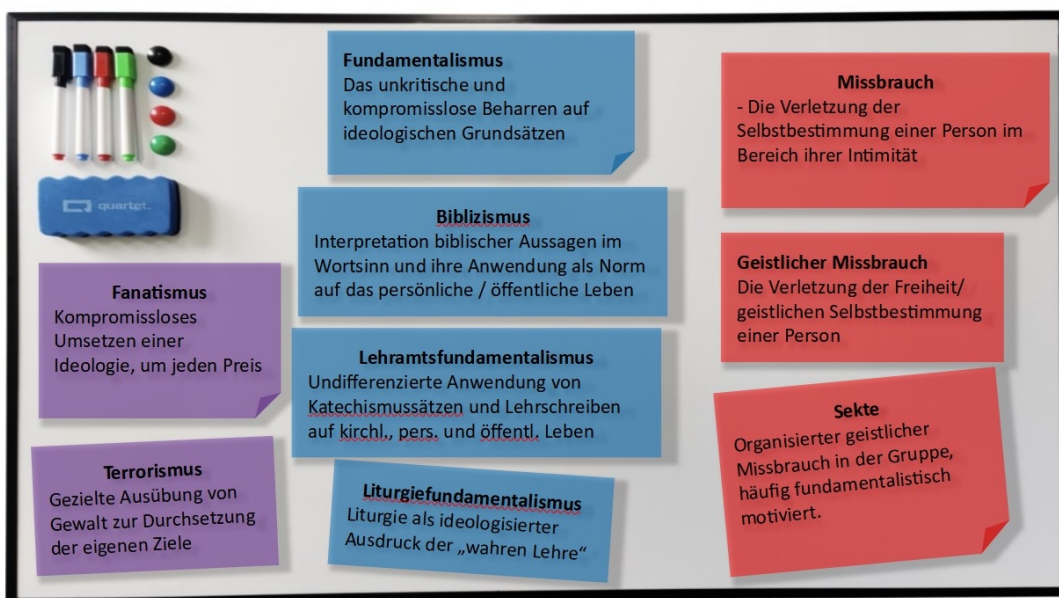 quartet
Fanatismus
Kompromissloses
Umsetzen einer
Ideologie, um jeden Preis
Terrorismus
Gezielte Ausübung von
Gewalt zur Durchsetzung
der eigenen Ziele
Fundamentalismus
Das unkritische und
kompromisslose Beharren auf
ideologischen Grundsätzen
Biblizismus
Interpretation biblischer Aussagen im
Wortsinn und ihre Anwendung als Norm
auf das persönliche / öffentliche Leben
Lehramtsfundamentalismus
Undifferenzierte Anwendung von
Katechismussätzen und Lehrschreiben
auf kirchl., pers. und öffentl. Leben
Liturgiefundamentalismus
Liturgie als ideologisierter
Ausdruck der „wahren Lehre“
Missbrauch
- Die Verletzung der
Selbstbestimmung einer Person im
Bereich ihrer Intimität
Geistlicher Missbrauch
Die Verletzung der Freiheit/
geistlichen Selbstbestimmung
einer Person
Sekte
Organisierter geistlicher
Missbrauch in der Gruppe,
häufig fundamentalistisch
motiviert.